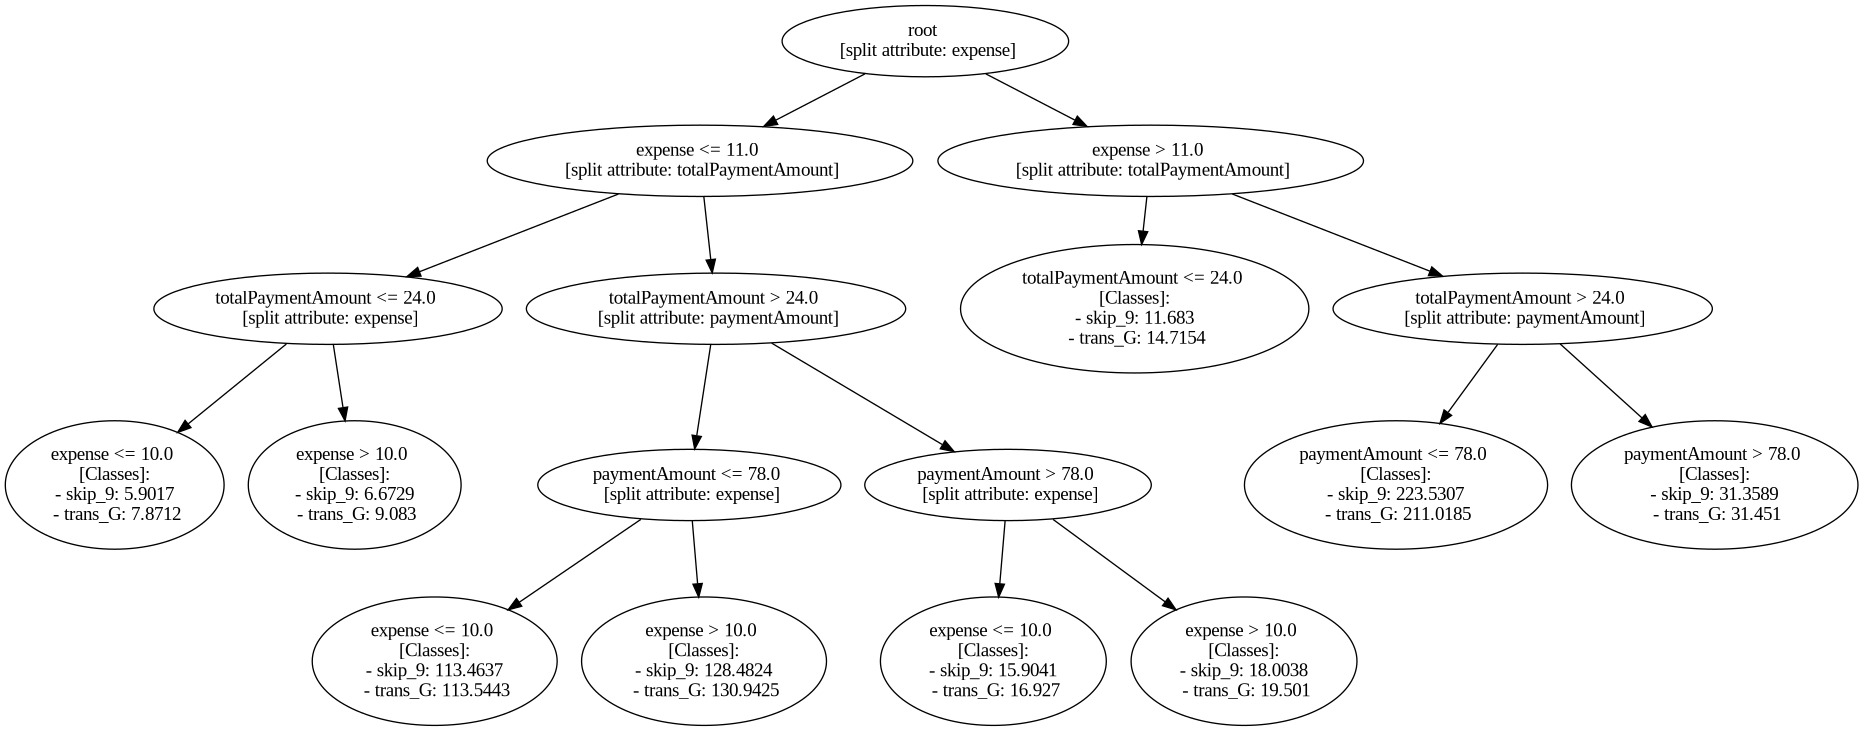 root
[split attribute: expense]
expense <= 11.0
[split attribute: totalPaymentAmount]
expense > 11.0
[split attribute: totalPaymentAmount]
totalPaymentAmount <= 24.0
[split attribute: expense]
totalPaymentAmount > 24.0
[split attribute: paymentAmount]
totalPaymentAmount <= 24.0
[Classes]:
- skip_9: 11.683
- trans_G: 14.7154
totalPaymentAmount > 24.0
[split attribute: paymentAmount]
expense <= 10.0
[Classes]:
- skip_9: 5.9017
- trans_G: 7.8712
expense > 10.0
[Classes]:
- skip_9: 6.6729
- trans_G: 9.083
paymentAmount <= 78.0
[split attribute: expense]
paymentAmount > 78.0
[split attribute: expense]
paymentAmount <= 78.0
[Classes]:
- skip_9: 223.5307
- trans_G: 211.0185
paymentAmount > 78.0
[Classes]:
- skip_9: 31.3589
- trans_G: 31.451
expense <= 10.0
[Classes]:
- skip_9: 113.4637
- trans_G: 113.5443
expense > 10.0
[Classes]:
- skip_9: 128.4824
- trans_G: 130.9425
expense <= 10.0
[Classes]:
- skip_9: 15.9041
- trans_G: 16.927
expense > 10.0
[Classes]:
- skip_9: 18.0038
- trans_G: 19.501